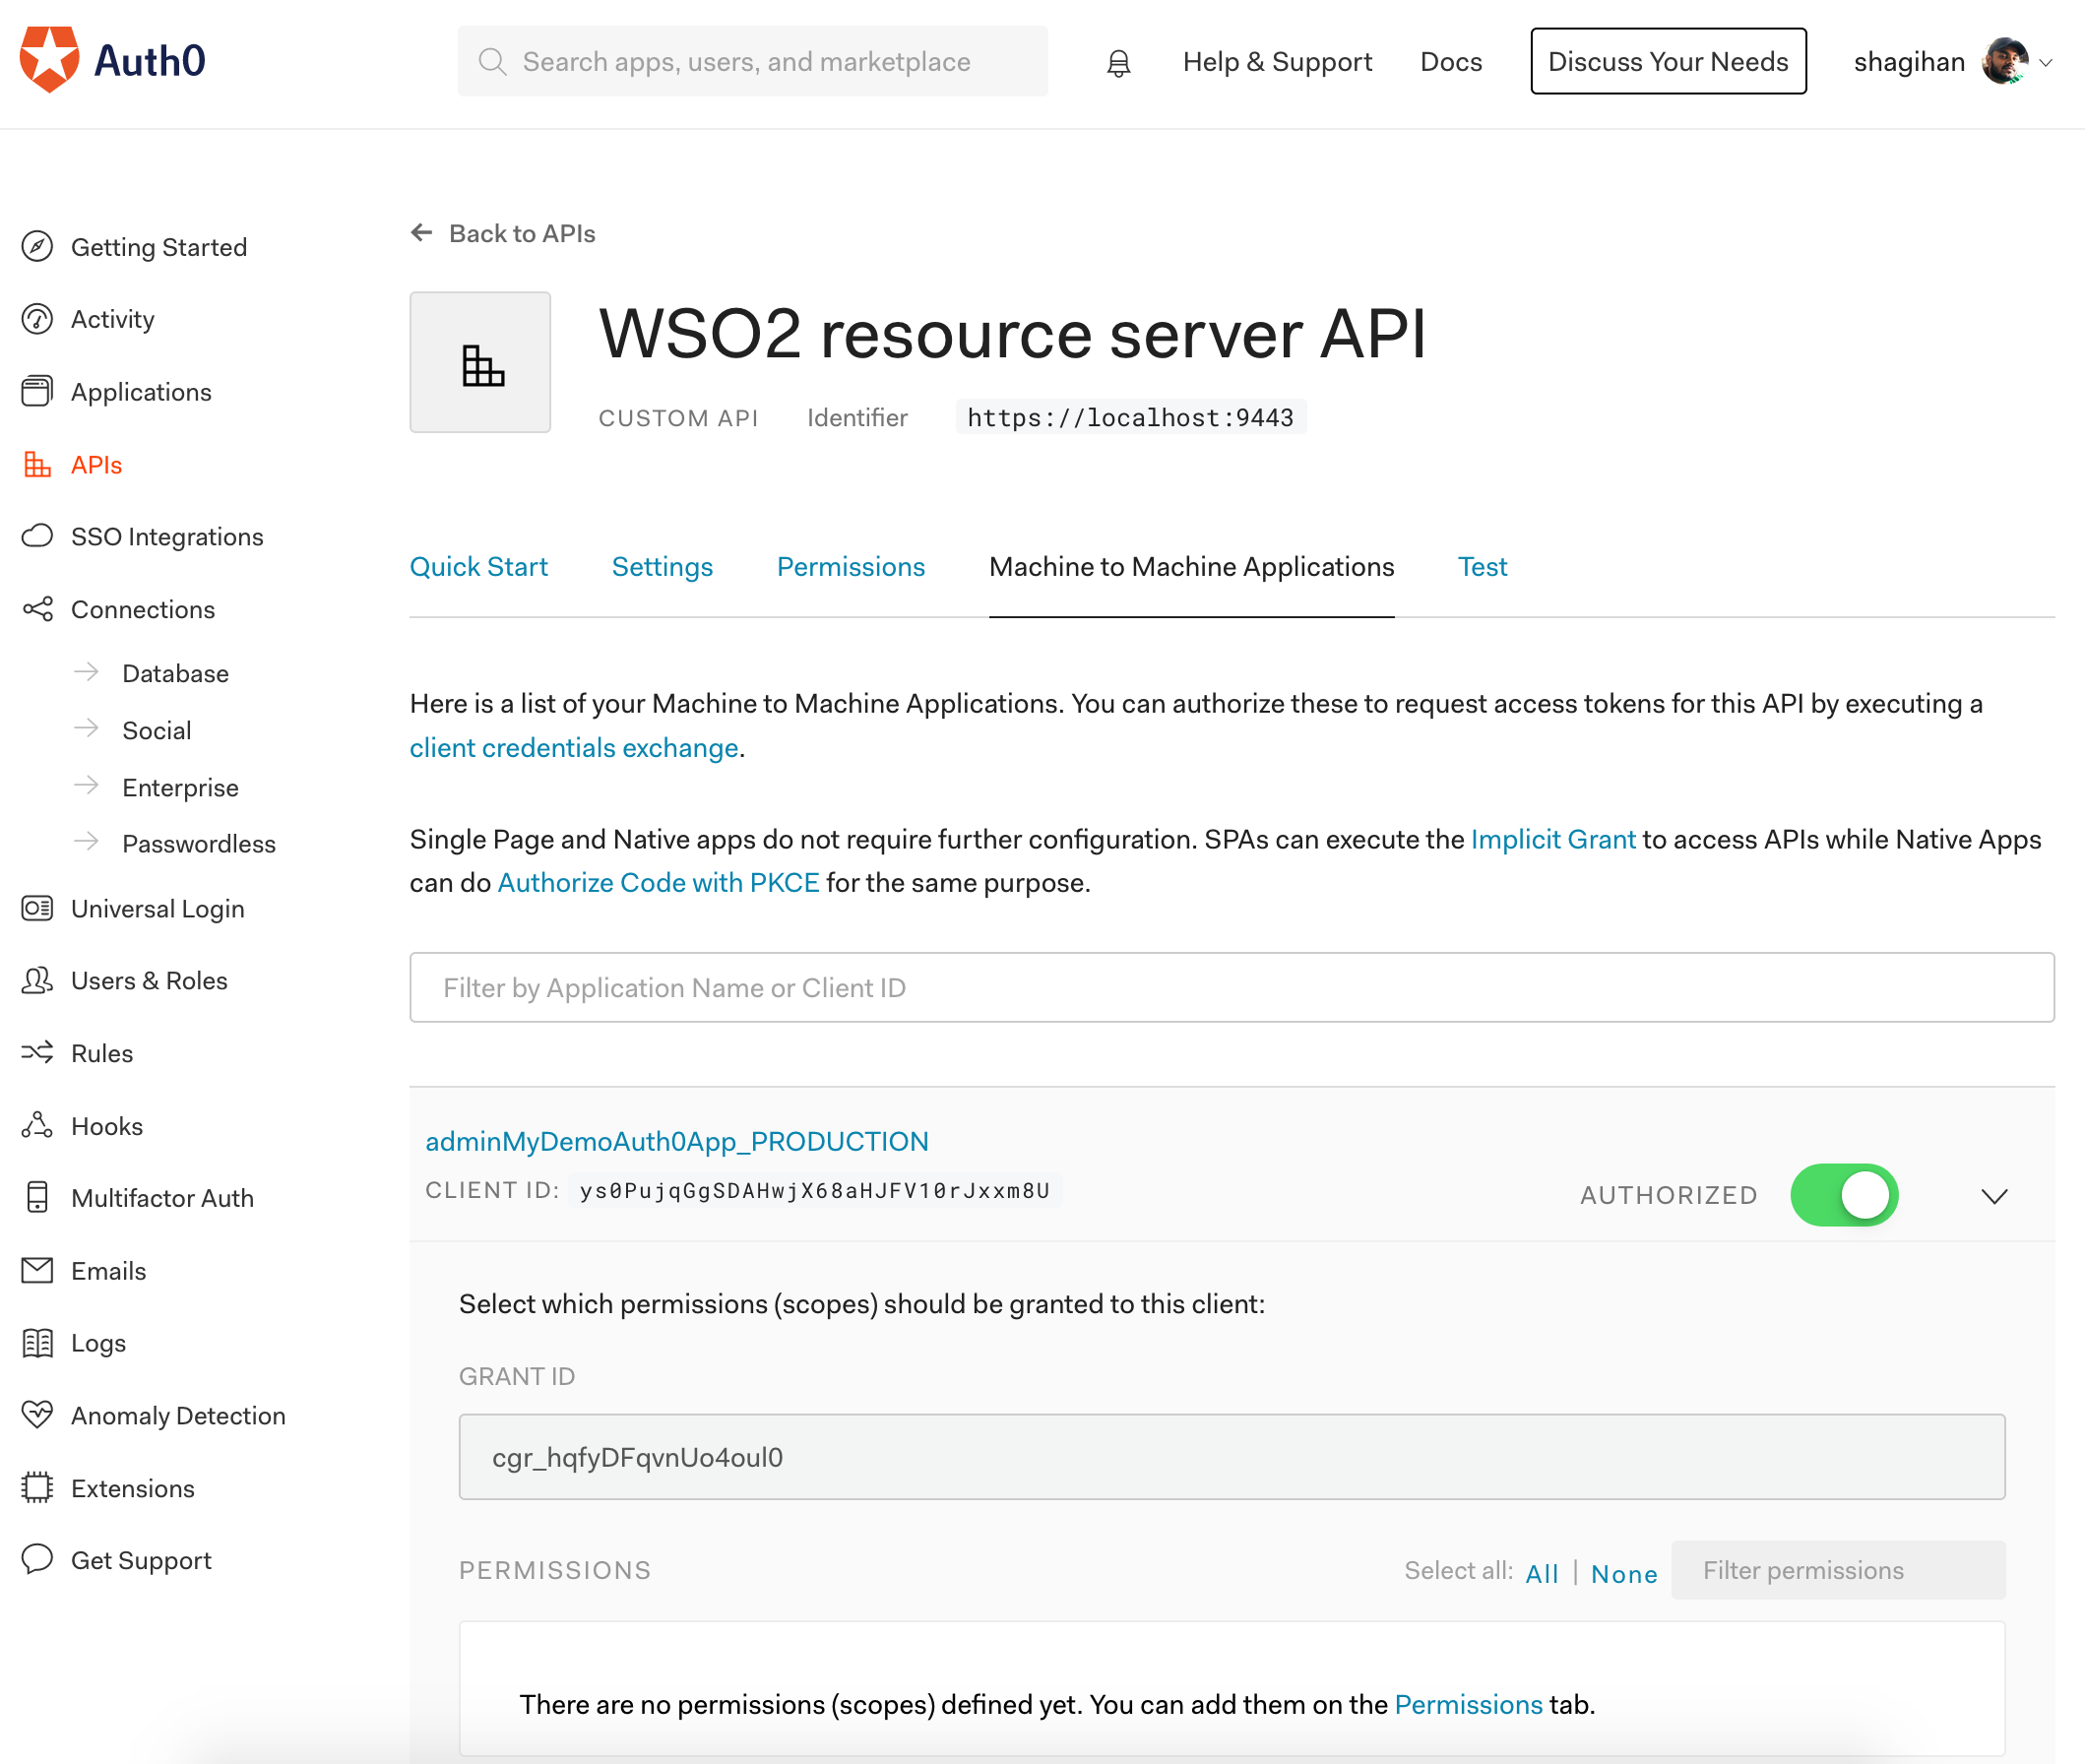 Auth0
Search apps, users, and marketplace
Help & Support
Docs
Discuss Your Needs
shagihan
Getting Started
Activity
Applications
APIs
SSO Integrations
Connections
Database
Social
Enterprise
Passwordless
Universal Login
Users & Roles
Rules
Hooks
Multifactor Auth
Emails
Logs
Anomaly Detection
Extensions
Get Support
Back to APIs
WSO2 resource server API
CUSTOM API Identifier https://localhost:9443
Quick Start Settings Permissions Machine to Machine Applications Test
Here is a list of your Machine to Machine Applications. You can authorize these to request access tokens for this API by executing a
client credentials exchange.
Single Page and Native apps do not require further configuration. SPAs can execute the Implicit Grant to access APIs while Native Apps
can do Authorize Code with PKCE for the same purpose.
Filter by Application Name or Client ID
adminMyDemoAuth0App_PRODUCTION
CLIENT ID: ys0PujqGgSDAHwjX68aHJFV10rJxxm8U
AUTHORIZED
Select which permissions (scopes) should be granted to this client:
GRANT ID
cgr_hqfyDFqvnUo4oul0
PERMISSIONS
Select all: All | None
Filter permissions
There are no permissions (scopes) defined yet. You can add them on the Permissions tab.